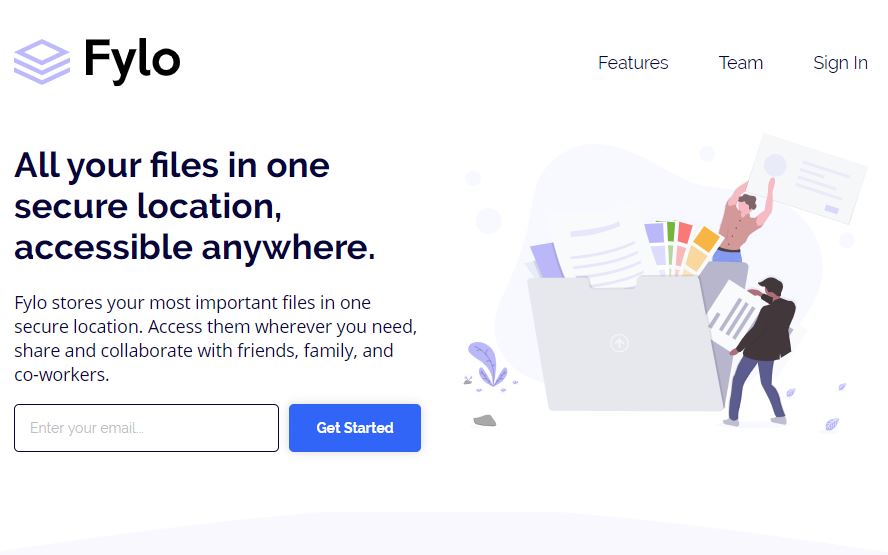 Fylo
Features
Team
Sign In
All your files in one
secure location,
accessible anywhere.
Fylo stores your most important files in one
secure location. Access them wherever you need,
share and collaborate with friends, family, and
co-workers.
Enter your email...
Get Started